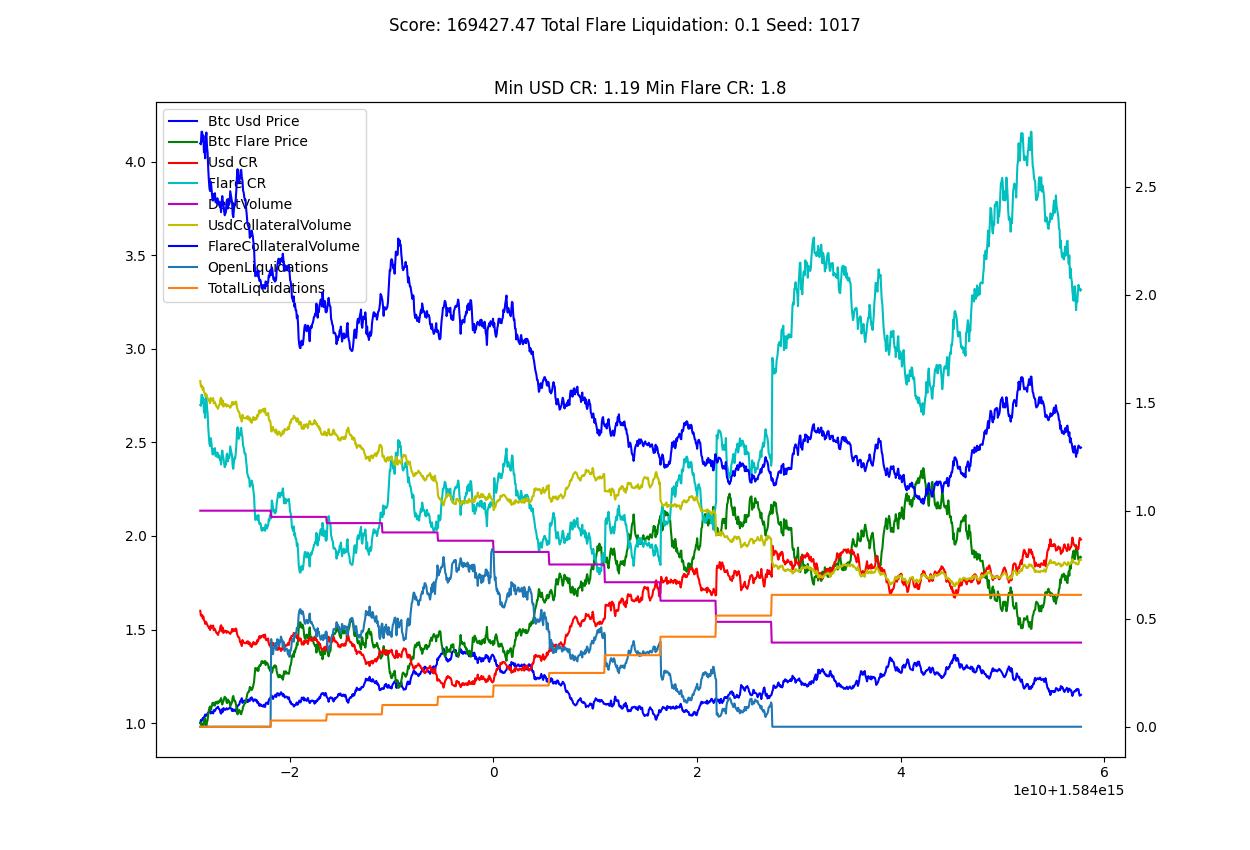 Score: 169427.47 Total Flare Liquidation: 0.1 Seed: 1017
Min USD CR: 1.19 Min Flare CR: 1.8
Btc Usd Price
Btc Flare Price
Usd CR
Flare CR
DebtVolume
UsdCollateralVolume
FlareCollateralVolume
OpenLiquidations
TotalLiquidations
4.0
3.5
3.0
2.5
2.0
1.5
1.0
2.5
2.0
1.5
1.0
0.5
0.0
−2 0 2 4 6
1e10+1.584e15